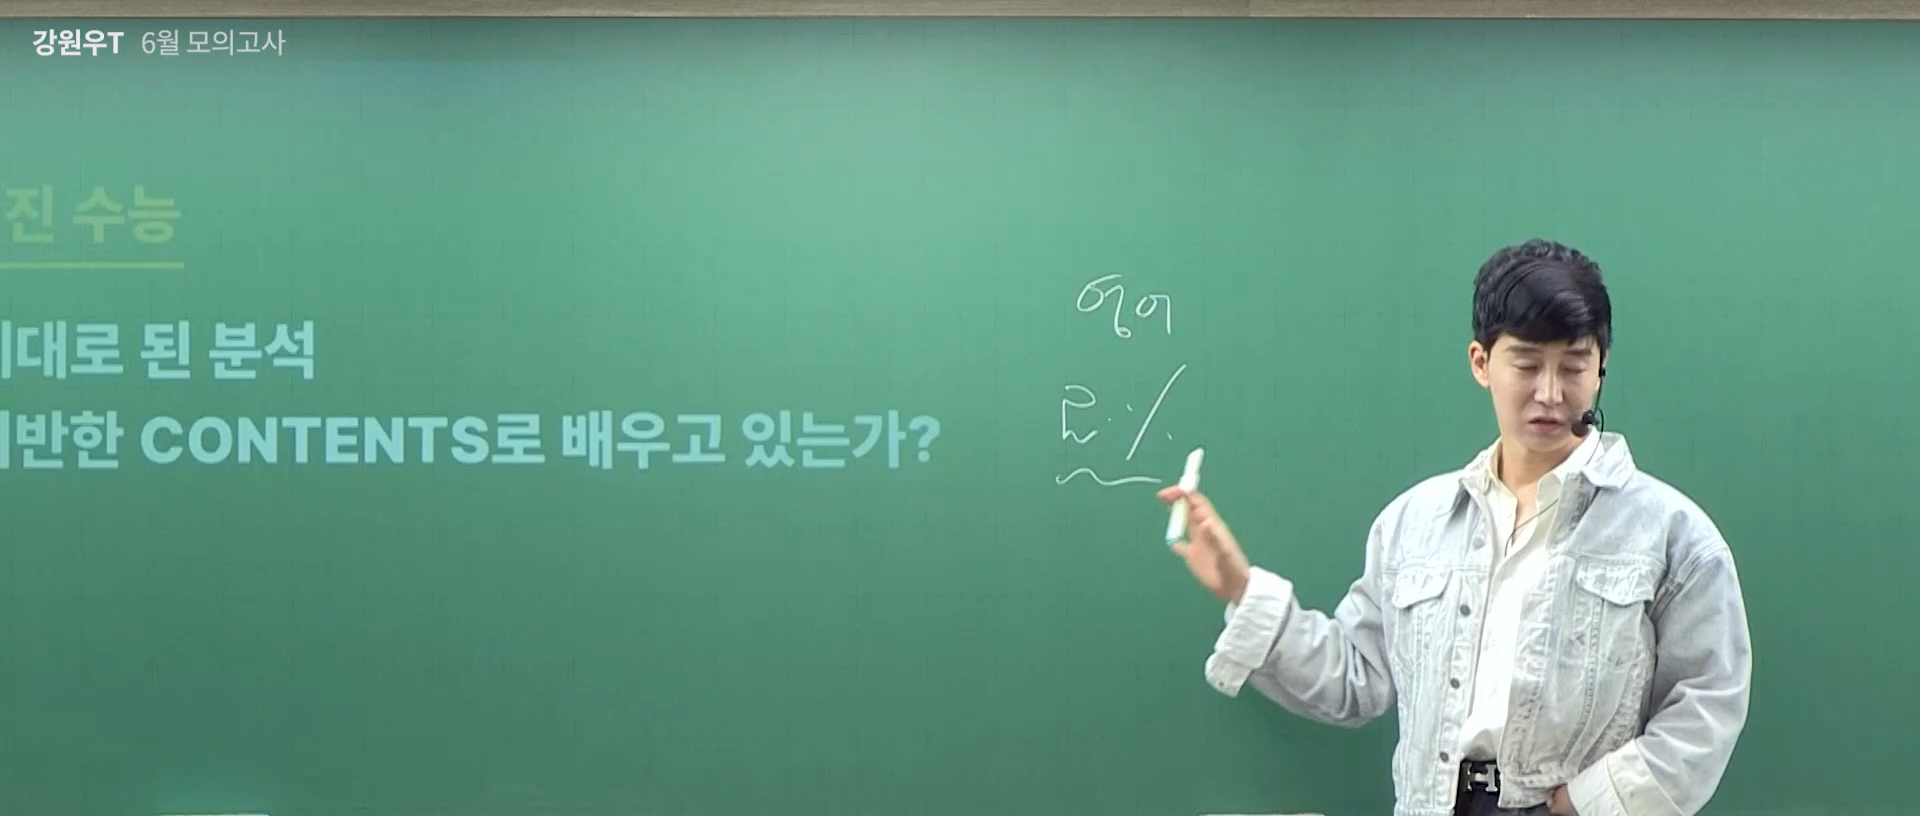 강원우T 6월 모의고사
진 수능
대로 된 분석
반한 CONTENTS로 배우고 있는가?
영어
%
H